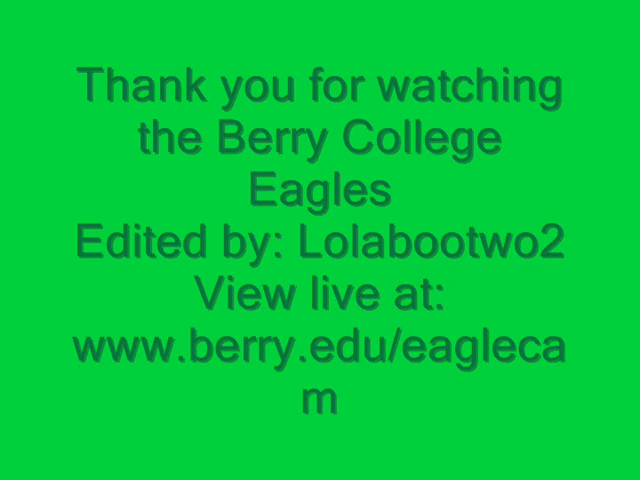 Thank you for watching
the Berry College
Eagles
Edited by: Lolabootwo2
View live at:
www.berry.edu/eagleca
m